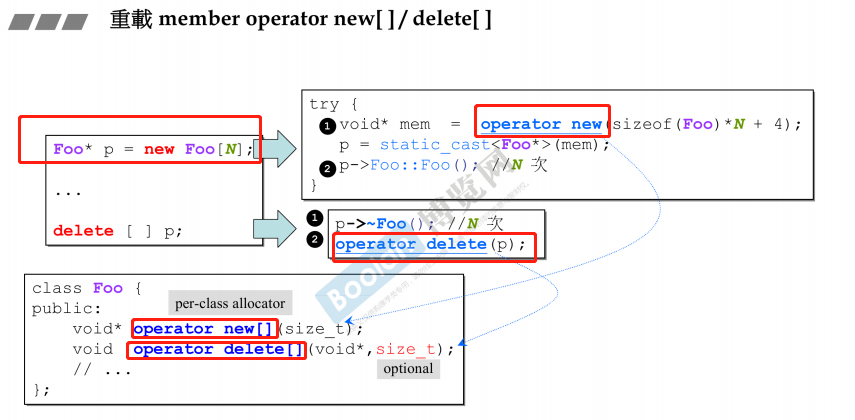 重載 member operator new[ ] / delete[ ]
try {
❶ void* mem = operator new(sizeof(Foo)*N + 4);
p = static_cast<Foo*>(mem);
❷ p->Foo::Foo(); //N 次
}
Foo* p = new Foo[N];
...
delete [ ] p;
❶ p->~Foo(); //N 次
❷ operator delete(p);
class Foo {
public:
per-class allocator
void* operator new[](size_t);
void operator delete[](void*,size_t);
// ...
optional
};
Boolan 博览网